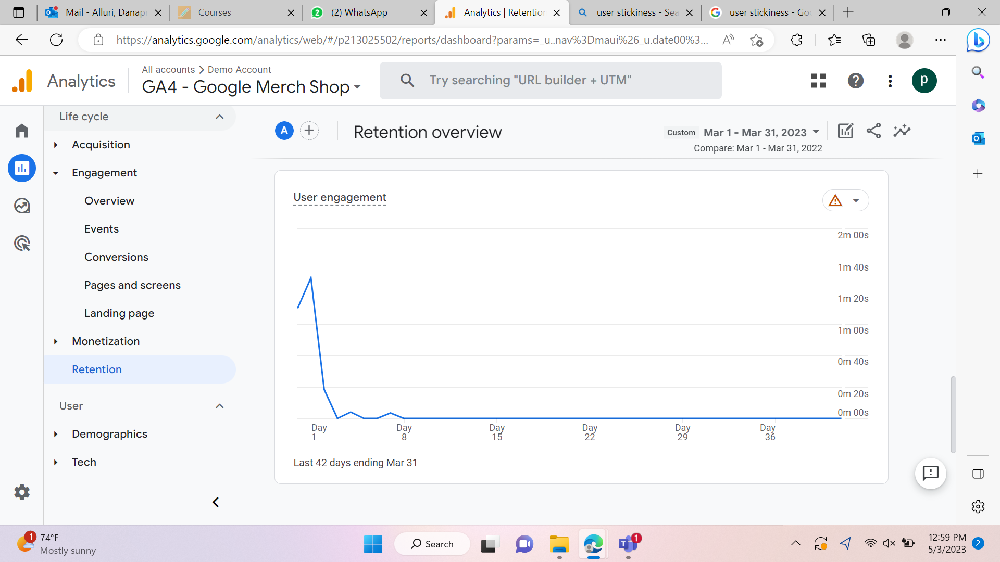 Mail - Alluri, Danapr
Courses
(2) WhatsApp
Analytics | Retention
user stickiness - Sea
user stickiness - Goo
https://analytics.google.com/analytics/web/#/p213025502/reports/dashboard?params=_u..nav%3Dmaui%26_u.date00%3...
Analytics
All accounts > Demo Account
GA4 - Google Merch Shop
Try searching "URL builder + UTM"
p
Life cycle
Acquisition
Engagement
Overview
Events
Conversions
Pages and screens
Landing page
Monetization
Retention
User
Demographics
Tech
A
Retention overview
Custom Mar 1 - Mar 31, 2023
Compare: Mar 1 - Mar 31, 2022
User engagement
2m 00s
1m 40s
1m 20s
1m 00s
0m 40s
0m 20s
0m 00s
Day 1
Day 8
Day 15
Day 22
Day 29
Day 36
Last 42 days ending Mar 31
1
74°F
Mostly sunny
Search
1
12:59 PM
5/3/2023
2